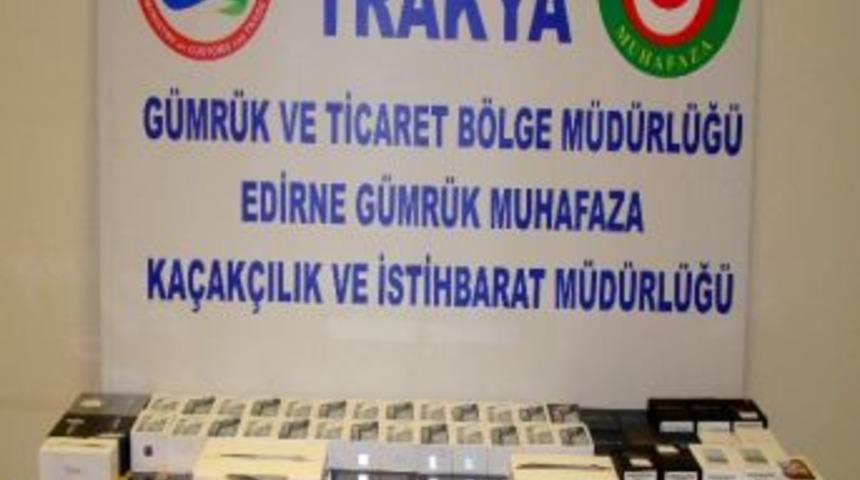 TRAKYA
MUHAFAZA
GÜMRÜK VE TİCARET BÖLGE MÜDÜRLÜĞÜ
EDİRNE GÜMRÜK MUHAFAZA
KAÇAKÇILIK VE İSTİHBARAT MÜDÜRLÜĞÜ